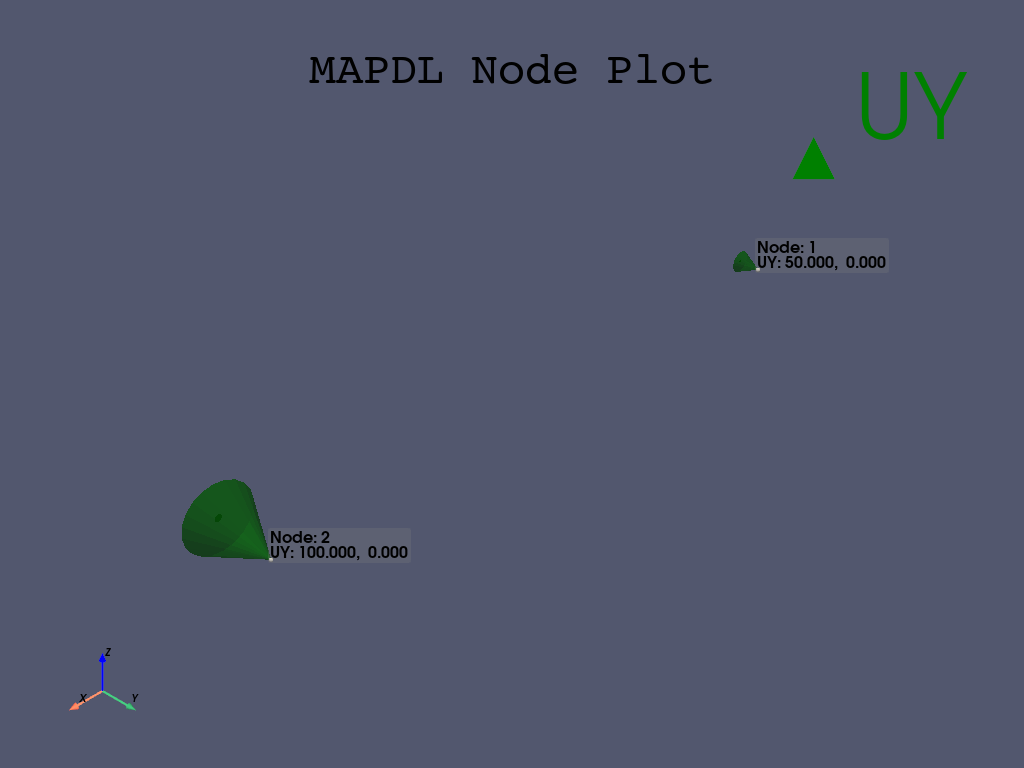 MAPDL Node Plot
UY
Node: 1
UY: 50.000,  0.000
Node: 2
UY: 100.000,  0.000
Z
X
Y